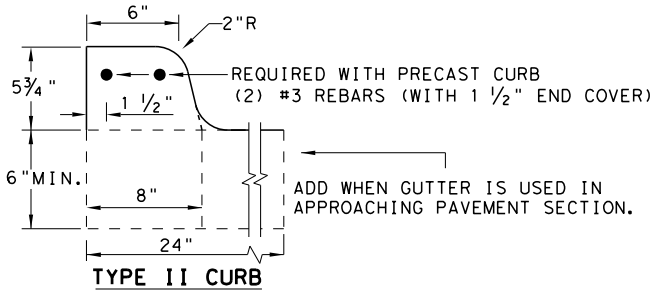 6"
2"R
5¾"
REQUIRED WITH PRECAST CURB
(2) #3 REBARS (WITH 1 ½" END COVER)
1 ½"
6"MIN.
8"
ADD WHEN GUTTER IS USED IN
APPROACHING PAVEMENT SECTION.
24"
TYPE II CURB